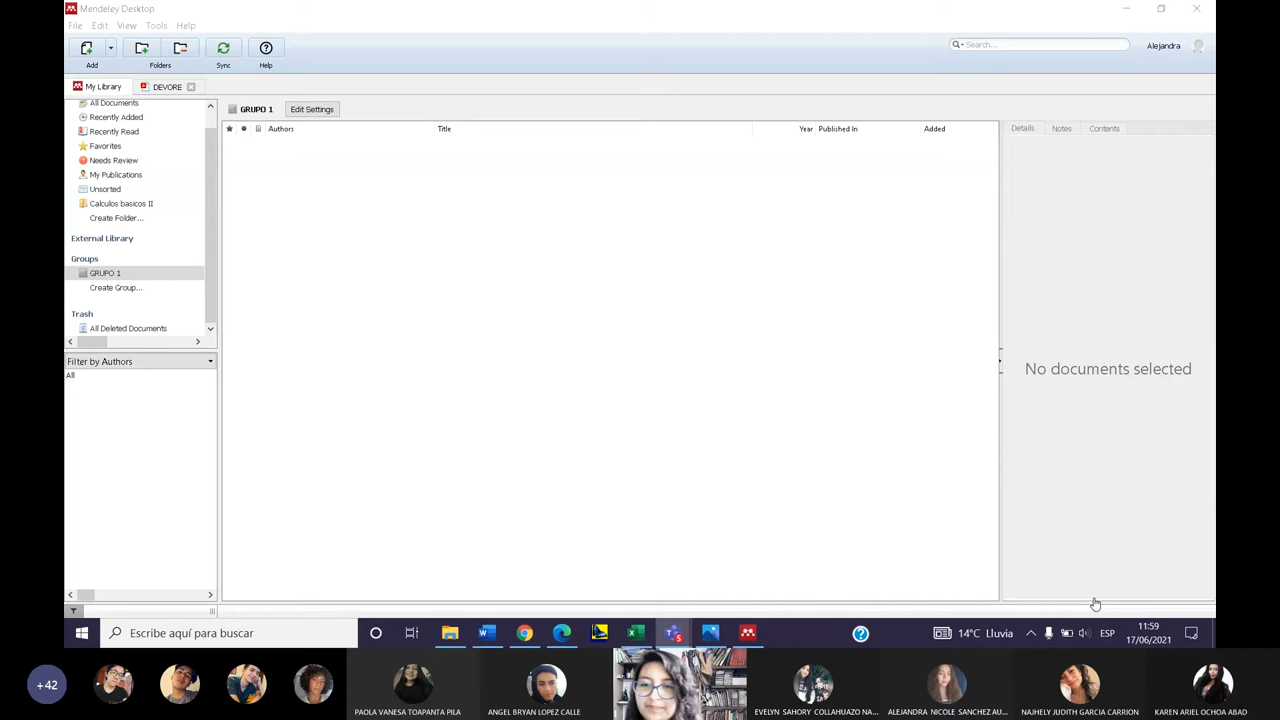 Mendeley Desktop
File Edit View Tools Help
Add Folders Sync Help
Search... Alejandra
My Library DEVORE
All Documents
Recently Added
Recently Read
Favorites
Needs Review
My Publications
Unsorted
Calculos basicos II
Create Folder...
External Library
Groups
GRUPO 1
Create Group...
Trash
All Deleted Documents
Filter by Authors
All
GRUPO 1 Edit Settings
Authors Title Year Published In Added
Details Notes Contents
No documents selected
Escribe aquí para buscar
5
14°C Lluvia
ESP
11:59
17/06/2021
+42
PAOLA VANESA TOAPANTA PILA
ANGEL BRYAN LOPEZ CALLE
EVELYN SAHORY COLLAHUAZO NA...
ALEJANDRA NICOLE SANCHEZ AU...
NAJHELY JUDITH GARCIA CARRION
KAREN ARIEL OCHOA ABAD